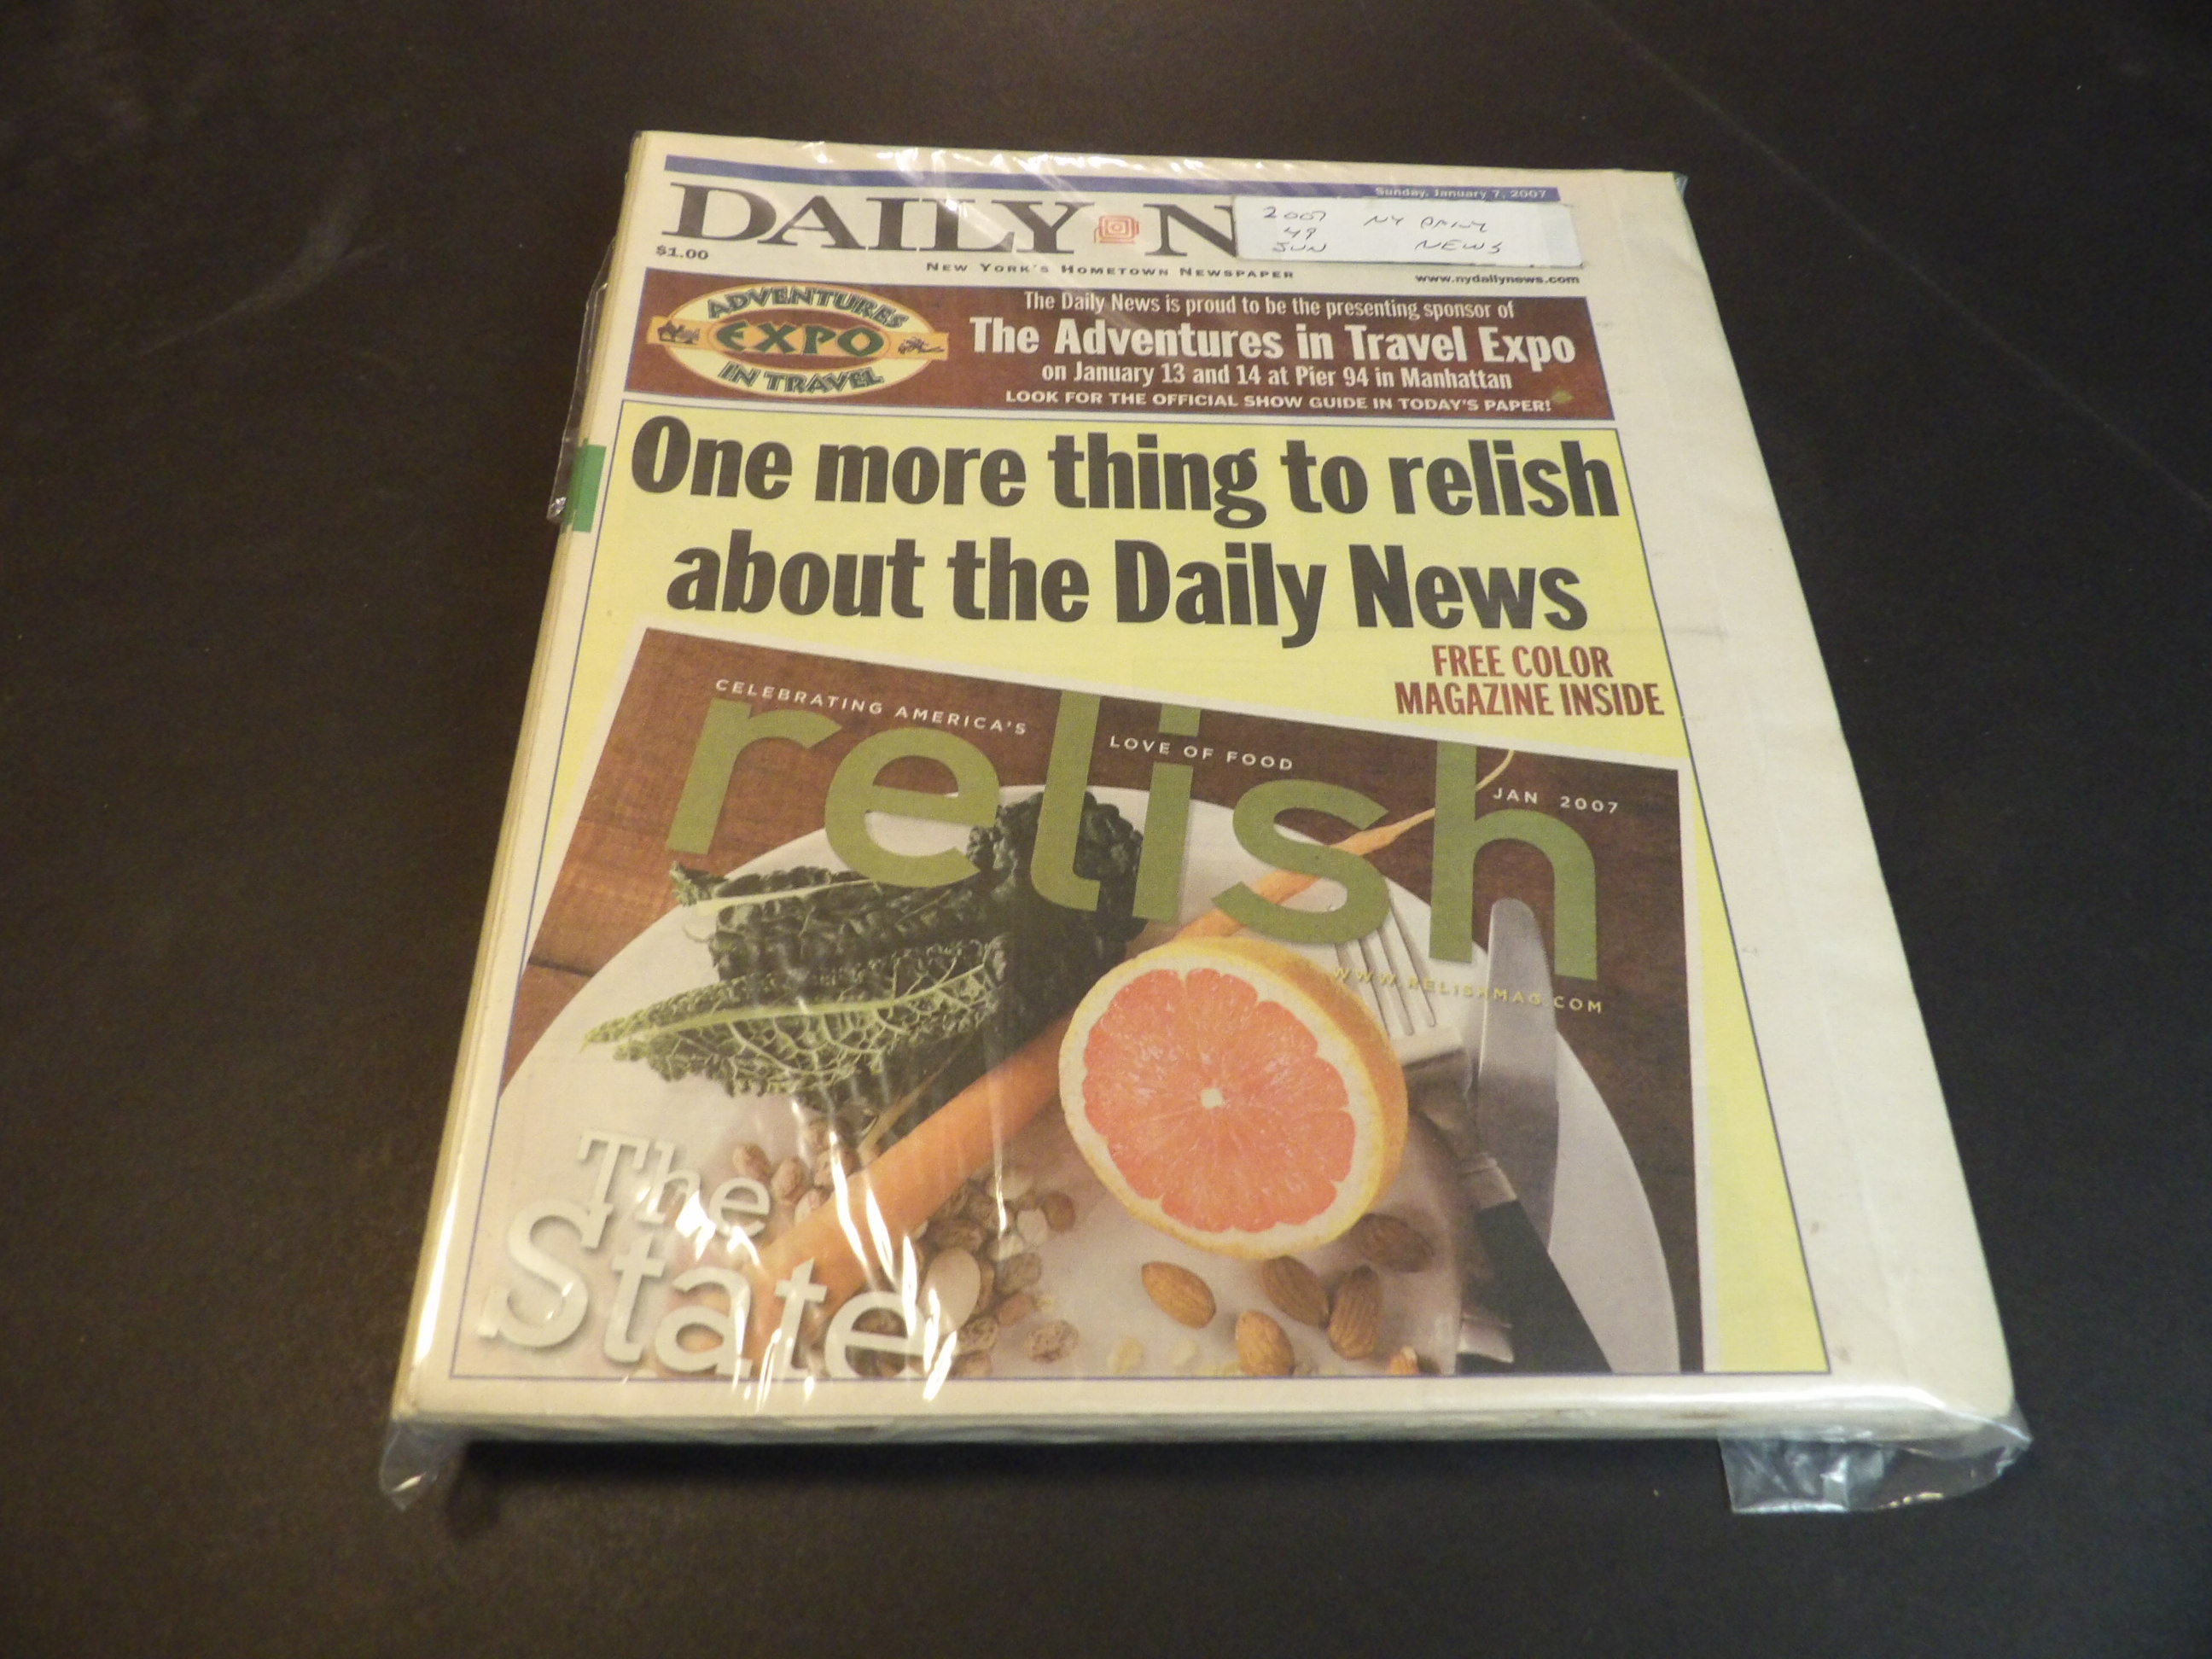 Sunday, January 7, 2007
DAILY N
2007 NY DAILY
49
JUN NEWS
$1.00
NEW YORK'S HOMETOWN NEWSPAPER
www.nydailynews.com
ADVENTURES
EXPO
IN TRAVEL
The Daily News is proud to be the presenting sponsor of
The Adventures in Travel Expo
on January 13 and 14 at Pier 94 in Manhattan
LOOK FOR THE OFFICIAL SHOW GUIDE IN TODAY'S PAPER!
One more thing to relish
about the Daily News
FREE COLOR
MAGAZINE INSIDE
CELEBRATING AMERICA'S
LOVE OF FOOD
relish
JAN 2007
WWW.RELISHMAG.COM
The
State